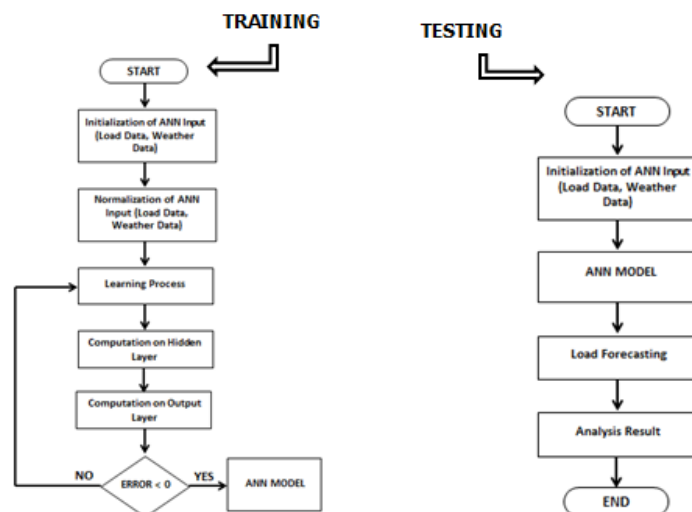 TRAINING
START
Initialization of ANN Input
(Load Data, Weather
Data)
Normalization of ANN
Input (Load Data,
Weather Data)
Learning Process
Computation on Hidden
Layer
Computation on Output
Layer
NO
ERROR < 0
YES
ANN MODEL
TESTING
START
Initialization of ANN Input
(Load Data, Weather
Data)
ANN MODEL
Load Forecasting
Analysis Result
END